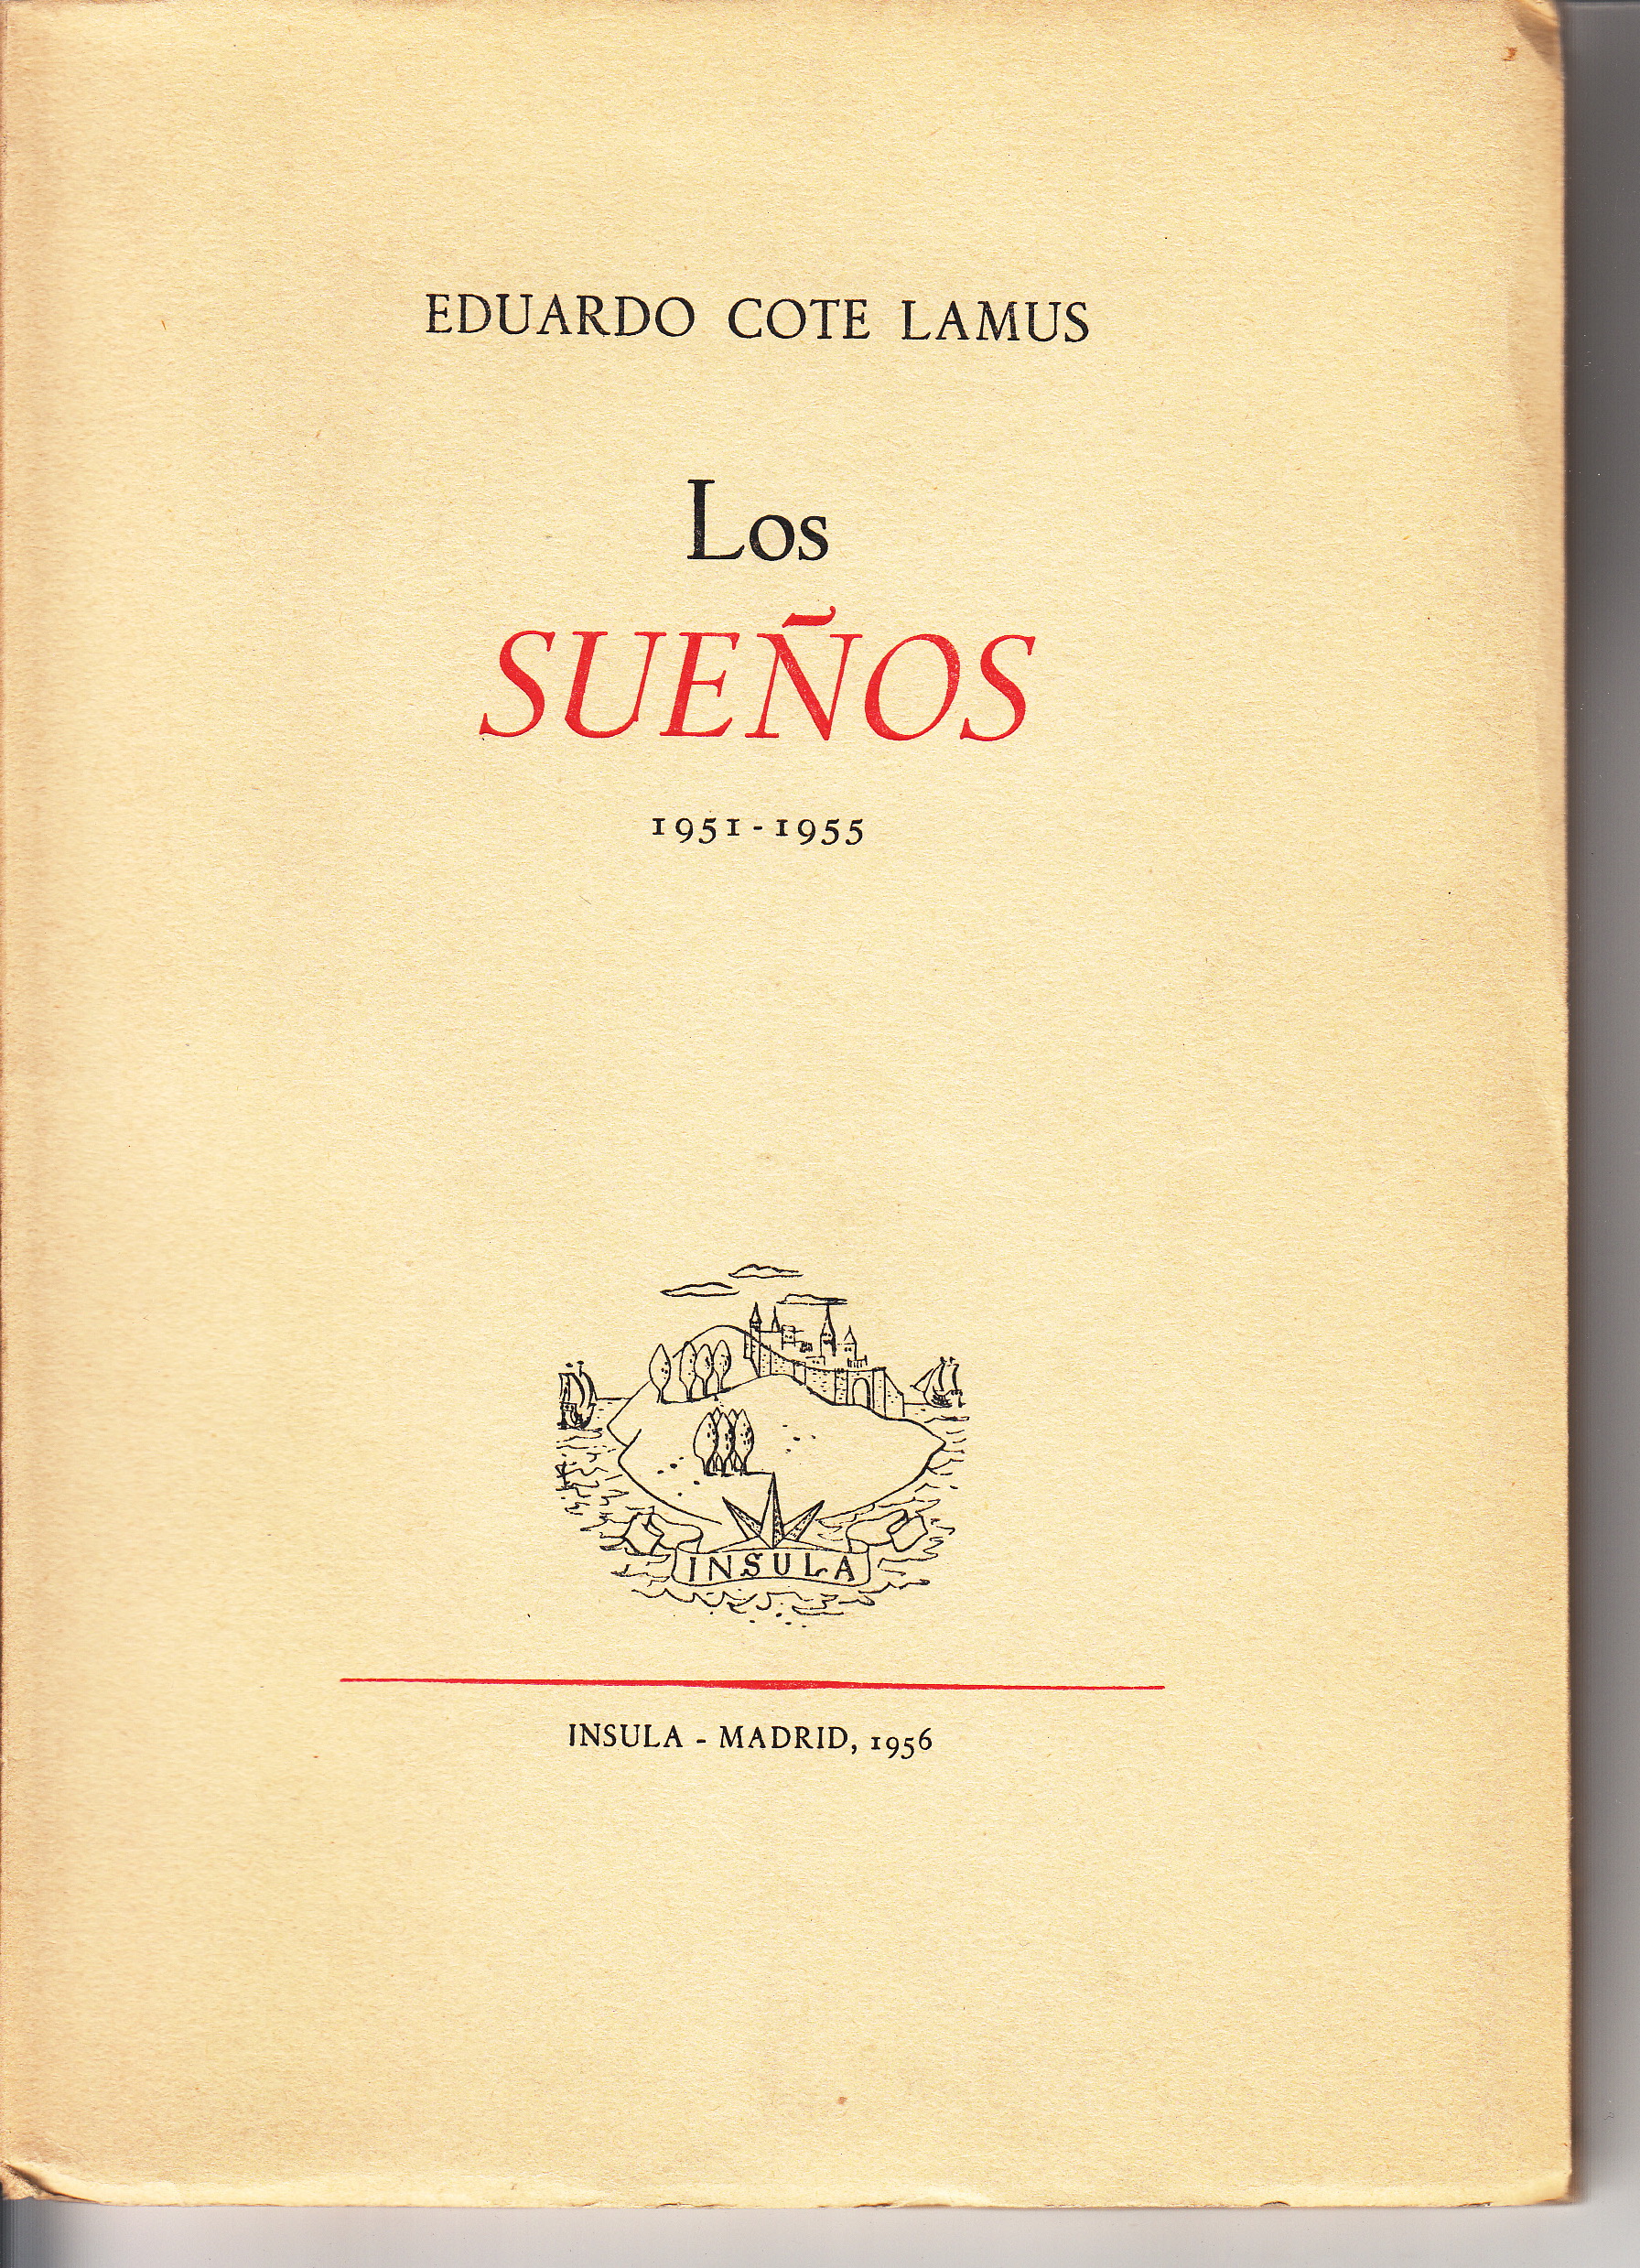 EDUARDO COTE LAMUS
Los
SUEÑOS
1951-1955
INSULA
INSULA - MADRID, 1956